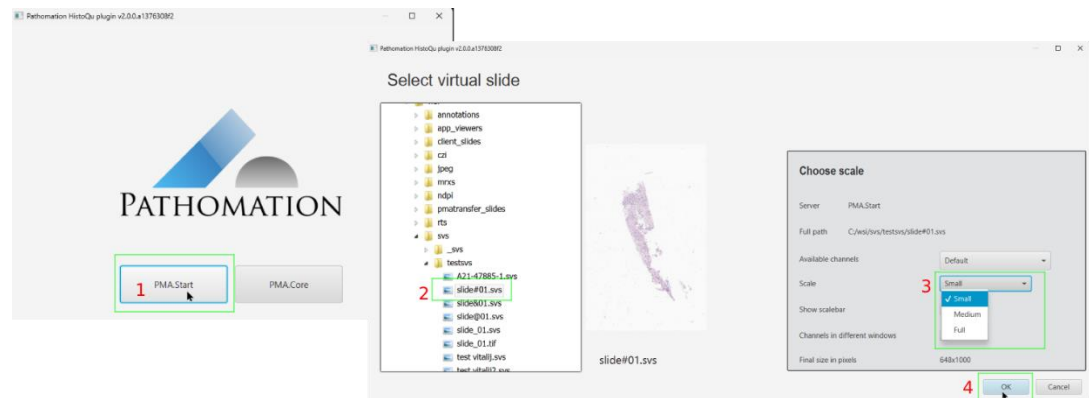 Pathomation HistoQu plugin v2.0.0.a1376308f2
PATHOMATION
1
PMA.Start
PMA.Core
Pathomation HistoQu plugin v2.0.0.a1376308f2
Select virtual slide
annotations
app_viewers
client_slides
czi
jpeg
mrxs
ndpi
pmatransfer_slides
rts
svs
_svs
testsvs
A21-47885-1.svs
2
slide#01.svs
slide&01.svs
slide@01.svs
slide_01.svs
slide_01.tif
test vitalij.svs
test vitalij2.svs
slide#01.svs
Choose scale
Server PMA.Start
Full path C:/wsi/svs/testsvs/slide#01.svs
Available channels Default
Scale 3 Small
Small
Medium
Full
Show scalebar
Channels in different windows
Final size in pixels 648x1000
4 OK Cancel